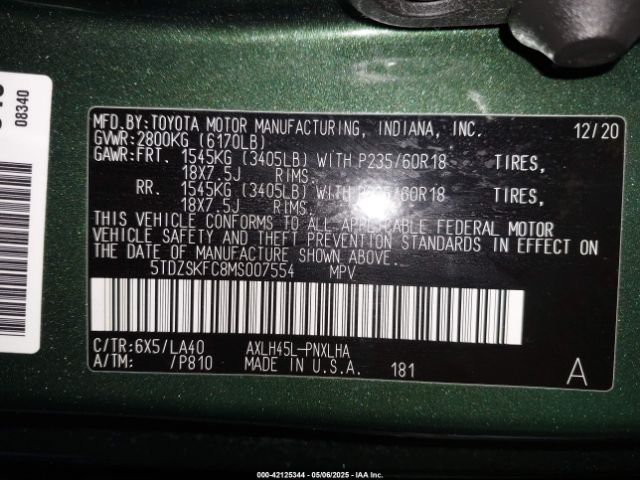 08340
MFD.BY:TOYOTA MOTOR MANUFACTURING, INDIANA, INC. 12/20
GVWR:2800KG (6170LB)
GAWR:FRT. 1545KG (3405LB) WITH P235/60R18 TIRES,
18X7.5J RIMS.
RR. 1545KG (3405LB) WITH P235/60R18 TIRES,
18X7.5J RIMS.
THIS VEHICLE CONFORMS TO ALL APPLICABLE FEDERAL MOTOR
VEHICLE SAFETY AND THEFT PREVENTION STANDARDS IN EFFECT ON
THE DATE OF MANUFACTURE SHOWN ABOVE.
5TDZSKFC8MS007554 MPV
C/TR:6X5/LA40 AXLH45L-PNXLHA
A/TM: /P810 MADE IN U.S.A. 181 A
000-42125344 - 05/06/2025 - IAAI, Inc.